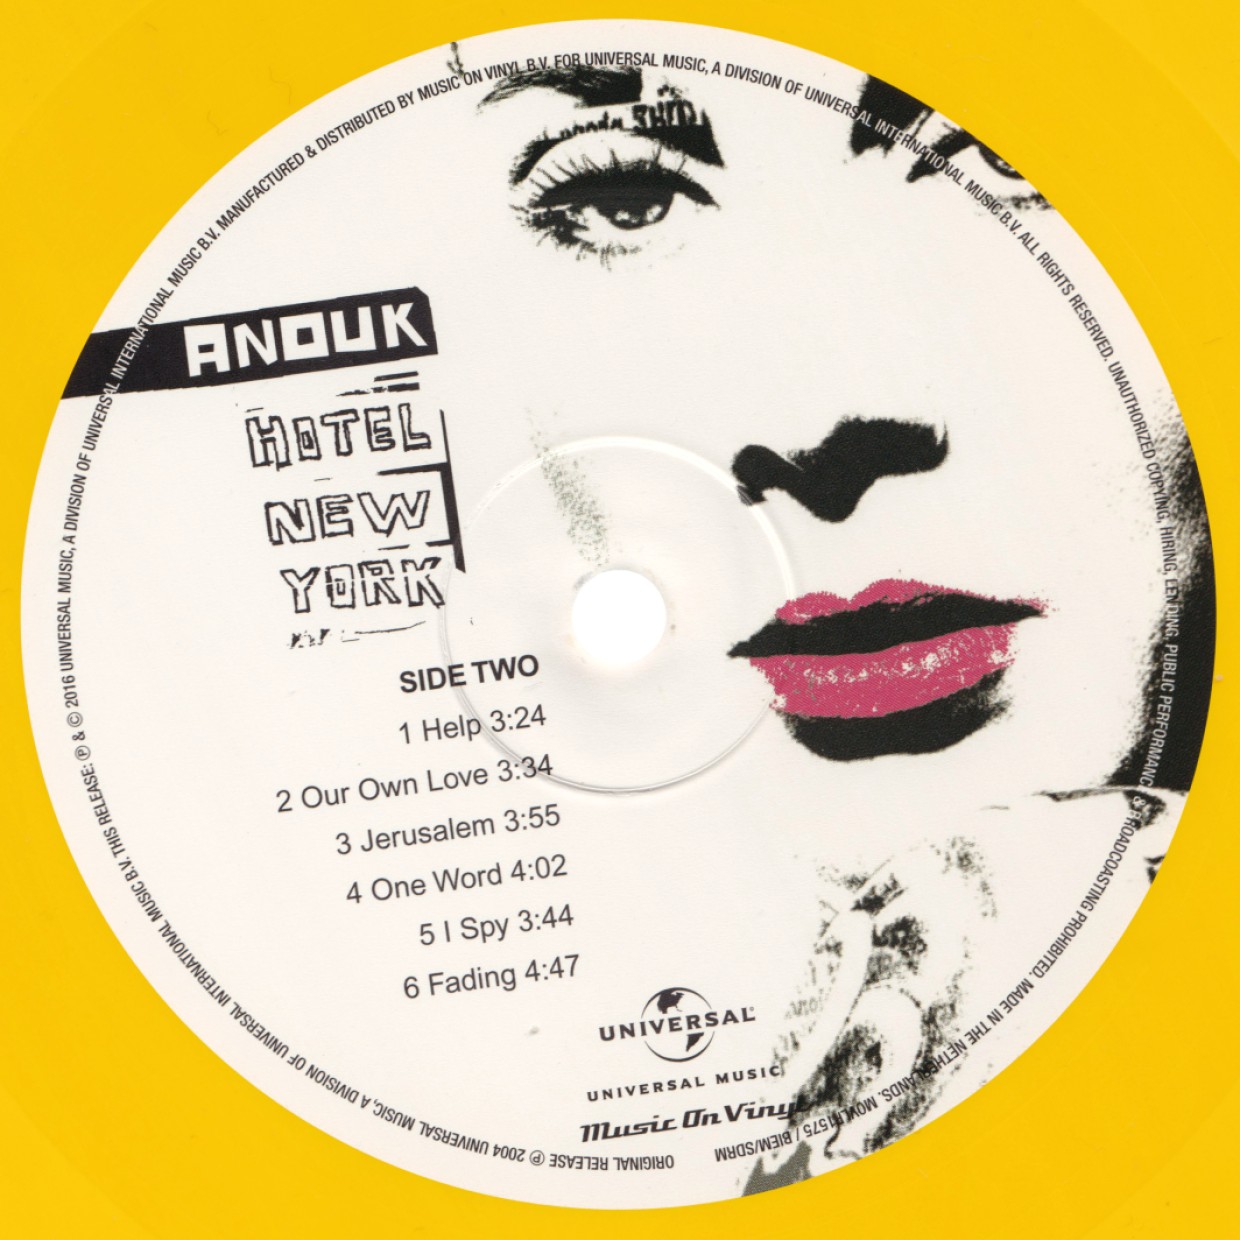 ANOUK
HOTEL
NEW
YORK
SIDE TWO
1 Help 3:24
2 Our Own Love 3:34
3 Jerusalem 3:55
4 One Word 4:02
5 I Spy 3:44
6 Fading 4:47
UNIVERSAL
UNIVERSAL MUSIC
Music On Vinyl
ORIGINAL RELEASE ℗ 2004 UNIVERSAL MUSIC, A DIVISION OF UNIVERSAL INTERNATIONAL MUSIC B.V. THIS RELEASE: ℗ & © 2016 UNIVERSAL MUSIC, A DIVISION OF UNIVERSAL INTERNATIONAL MUSIC B.V. MANUFACTURED & DISTRIBUTED BY MUSIC ON VINYL B.V. FOR UNIVERSAL MUSIC, A DIVISION OF UNIVERSAL INTERNATIONAL MUSIC B.V. ALL RIGHTS RESERVED. UNAUTHORIZED COPYING, HIRING, LENDING, PUBLIC PERFORMANCE & BROADCASTING PROHIBITED. MADE IN THE NETHERLANDS. MOVLP1575 / BIEM/SDRM